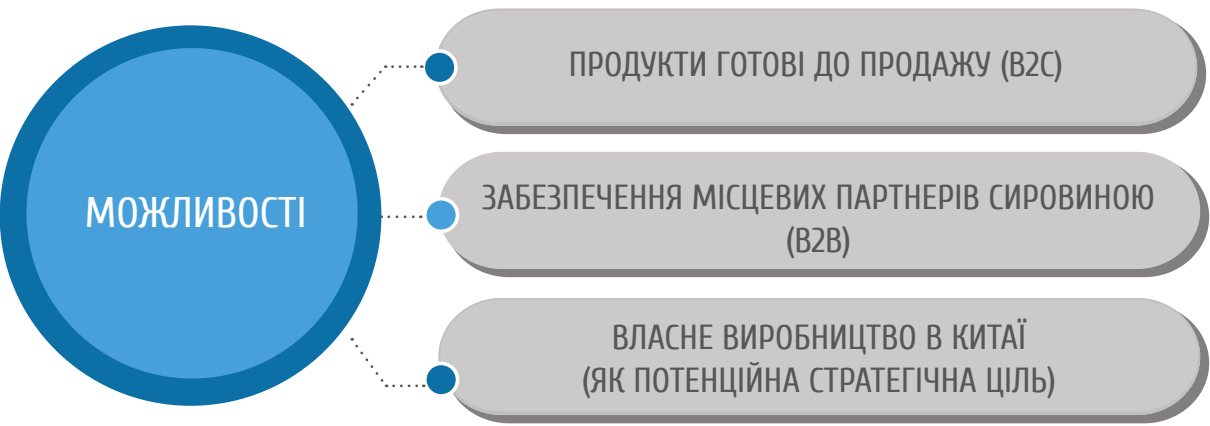 МОЖЛИВОСТІ
ПРОДУКТИ ГОТОВІ ДО ПРОДАЖУ (B2C)
ЗАБЕЗПЕЧЕННЯ МІСЦЕВИХ ПАРТНЕРІВ СИРОВИНОЮ
(B2B)
ВЛАСНЕ ВИРОБНИЦТВО В КИТАЇ
(ЯК ПОТЕНЦІЙНА СТРАТЕГІЧНА ЦІЛЬ)